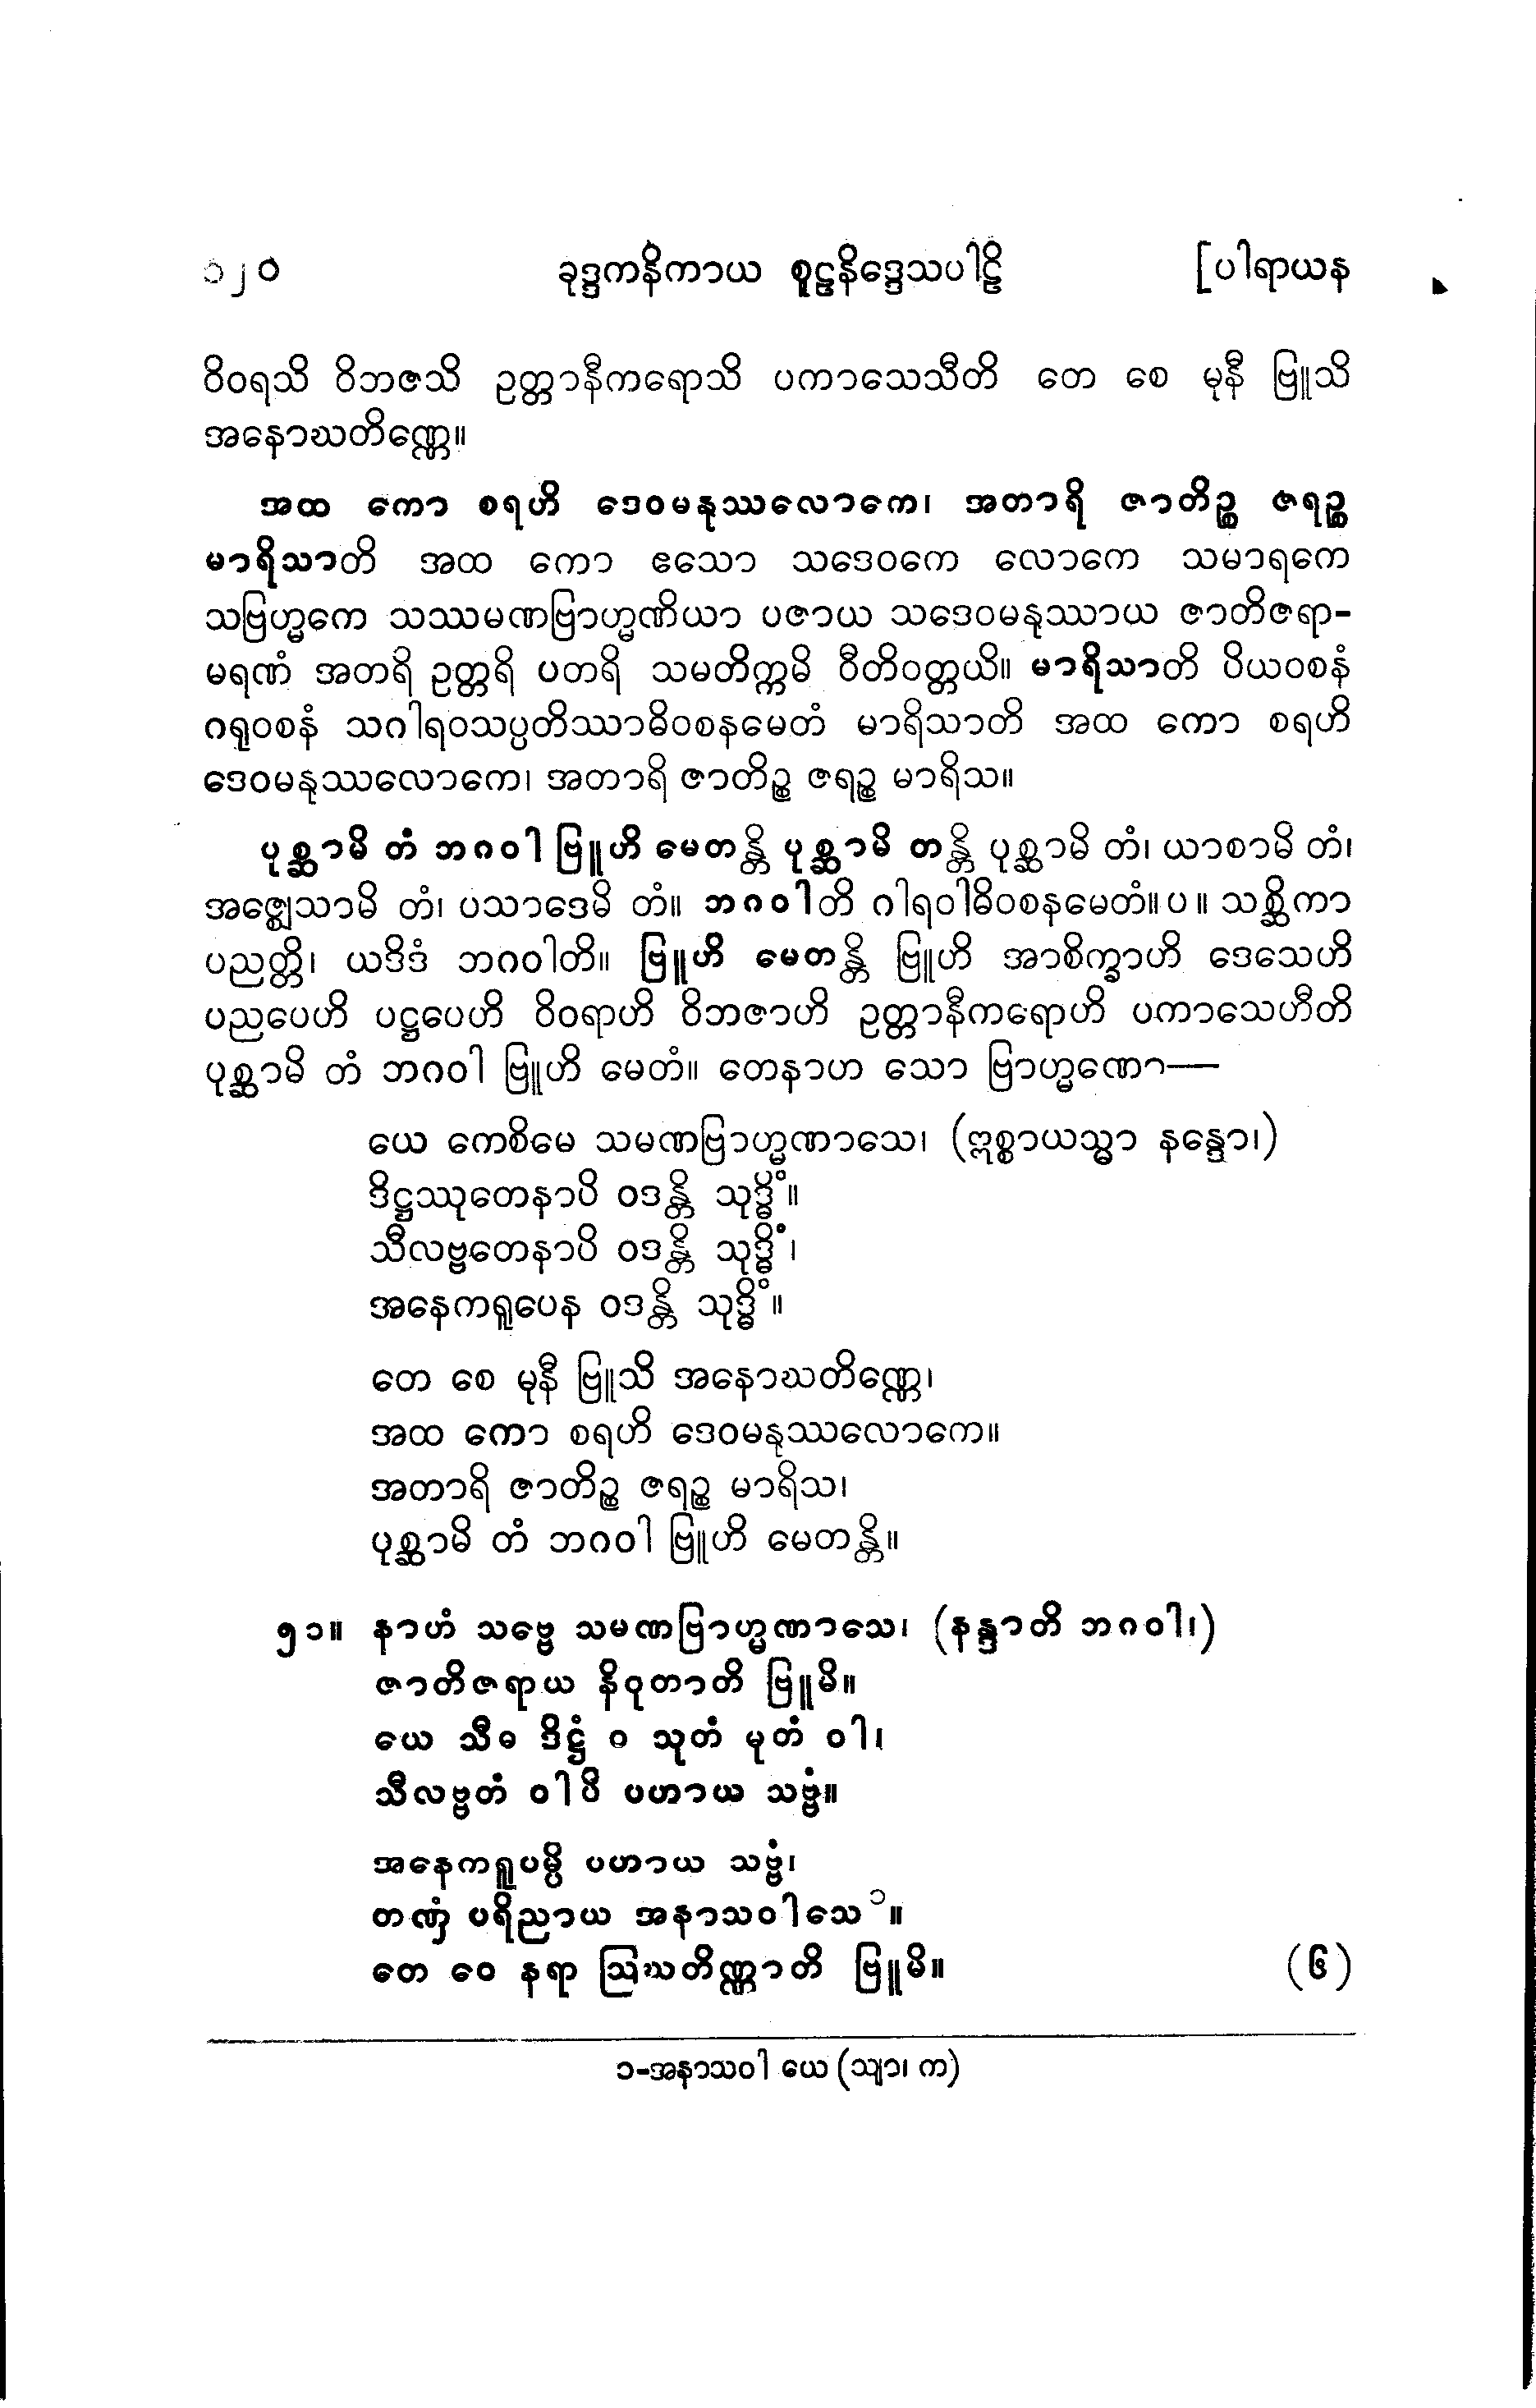 ၁၂၀ ခုဒ္ဒကနိကာယ စူဠနိဒ္ဒေသပါဠိ [ပါရာယန
ဝိဝရသိ ဝိဘဇသိ ဥတ္တာနီကရောသိ ပကာသေသီတိ တေ စေ မုနီ ဗြူသိ
အနောဃတိဏ္ဏေ။
အထ ကော စရဟိ ဒေဝမနုဿလောကေ၊ အတာရိ ဇာတိဉ္စ ဇရဉ္စ
မာရိသာတိ အထ ကော ဧသော သဒေဝကေ လောကေ သမာရကေ
သဗြဟ္မကေ သဿမဏဗြာဟ္မဏိယာ ပဇာယ သဒေဝမနုဿာယ ဇာတိဇရာ-
မရဏံ အတရိ ဥတ္တရိ ပတရိ သမတိက္ကမိ ဝီတိဝတ္တယိ။ မာရိသာတိ ပိယဝစနံ
ဂရုဝစနံ သဂါရဝသပ္ပတိဿာဓိဝစနမေတံ မာရိသာတိ အထ ကော စရဟိ
ဒေဝမနုဿလောကေ၊ အတာရိ ဇာတိဉ္စ ဇရဉ္စ မာရိသ။
ပုစ္ဆာမိ တံ ဘဂဝါ ဗြူဟိ မေတန္တိ ပုစ္ဆာမိ တန္တိ ပုစ္ဆာမိ တံ၊ ယာစာမိ တံ၊
အဇ္ဈေသာမိ တံ၊ ပသာဒေမိ တံ။ ဘဂဝါတိ ဂါရဝါဓိဝစနမေတံ။ပ။ သစ္ဆိကာ
ပညတ္တိ၊ ယဒိဒံ ဘဂဝါတိ။ ဗြူဟိ မေတန္တိ ဗြူဟိ အာစိက္ခာဟိ ဒေသေဟိ
ပညပေဟိ ပဋ္ဌပေဟိ ဝိဝရာဟိ ဝိဘဇာဟိ ဥတ္တာနီကရောဟိ ပကာသေဟီတိ
ပုစ္ဆာမိ တံ ဘဂဝါ ဗြူဟိ မေတံ။ တေနာဟ သော ဗြာဟ္မဏော—
ယေ ကေစိမေ သမဏဗြာဟ္မဏာသေ၊ (ဣစ္စာယသ္မာ နန္ဒော၊)
ဒိဋ္ဌဿုတေနာပိ ဝဒန္တိ သုဒ္ဓိံ။
သီလဗ္ဗတေနာပိ ဝဒန္တိ သုဒ္ဓိံ၊
အနေကရူပေန ဝဒန္တိ သုဒ္ဓိံ။
တေ စေ မုနီ ဗြူသိ အနောဃတိဏ္ဏေ၊
အထ ကော စရဟိ ဒေဝမနုဿလောကေ။
အတာရိ ဇာတိဉ္စ ဇရဉ္စ မာရိသ၊
ပုစ္ဆာမိ တံ ဘဂဝါ ဗြူဟိ မေတန္တိ။
၅၁။ နာဟံ သဗ္ဗေ သမဏဗြာဟ္မဏာသေ၊ (နန္ဒာတိ ဘဂဝါ၊)
ဇာတိဇရာယ နိဝုတာတိ ဗြူမိ။
ယေ သီဓ ဒိဋ္ဌံ ဝ သုတံ မုတံ ဝါ၊
သီလဗ္ဗတံ ဝါပိ ပဟာယ သဗ္ဗံ။
အနေကရူပမ္ပိ ပဟာယ သဗ္ဗံ၊
တဏှံ ပရိညာယ အနာသဝါသေ၁။
တေ ဝေ နရာ ဩဃတိဏ္ဏာတိ ဗြူမိ။ (၆)
၁-အနာသဝါ ယေ (သျာ၊ က)